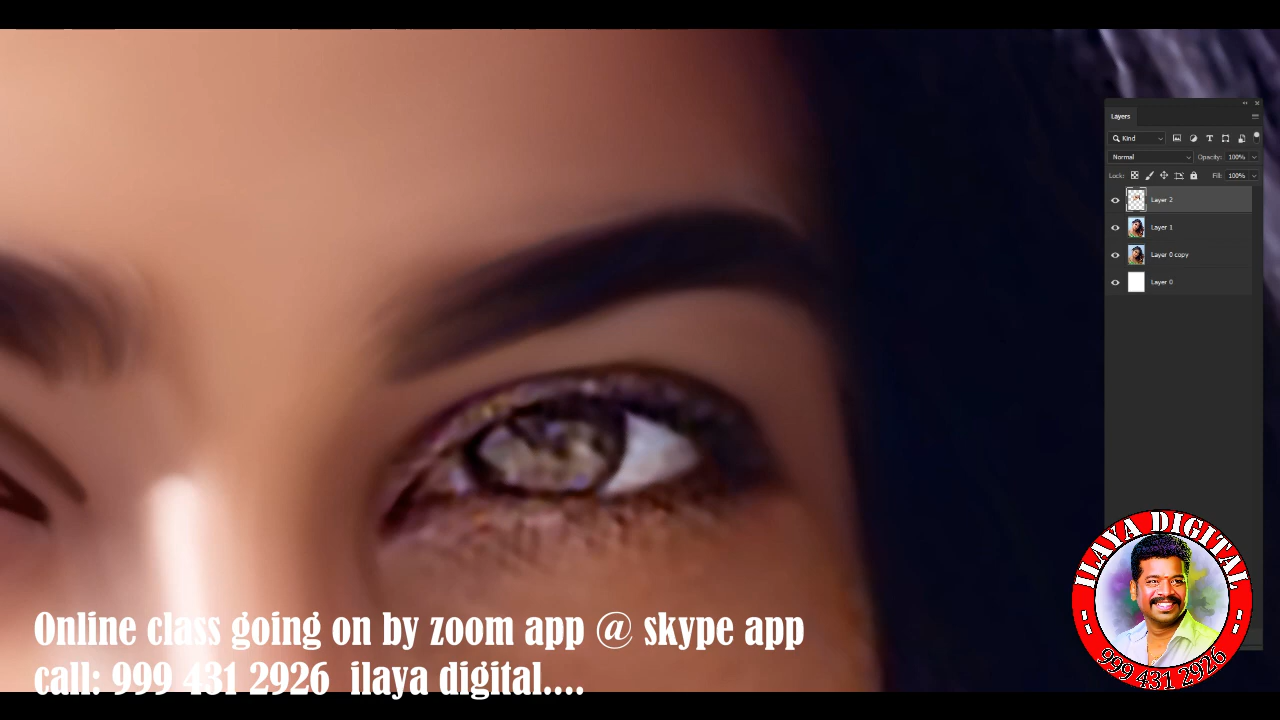 Layers
Kind
Normal Opacity: 100%
Lock: Fill: 100%
Layer 2
Layer 1
Layer 0 copy
Layer 0
ILAYA DIGITAL
999 431 2926
Online class going on by zoom app @ skype app
call: 999 431 2926 ilaya digital....